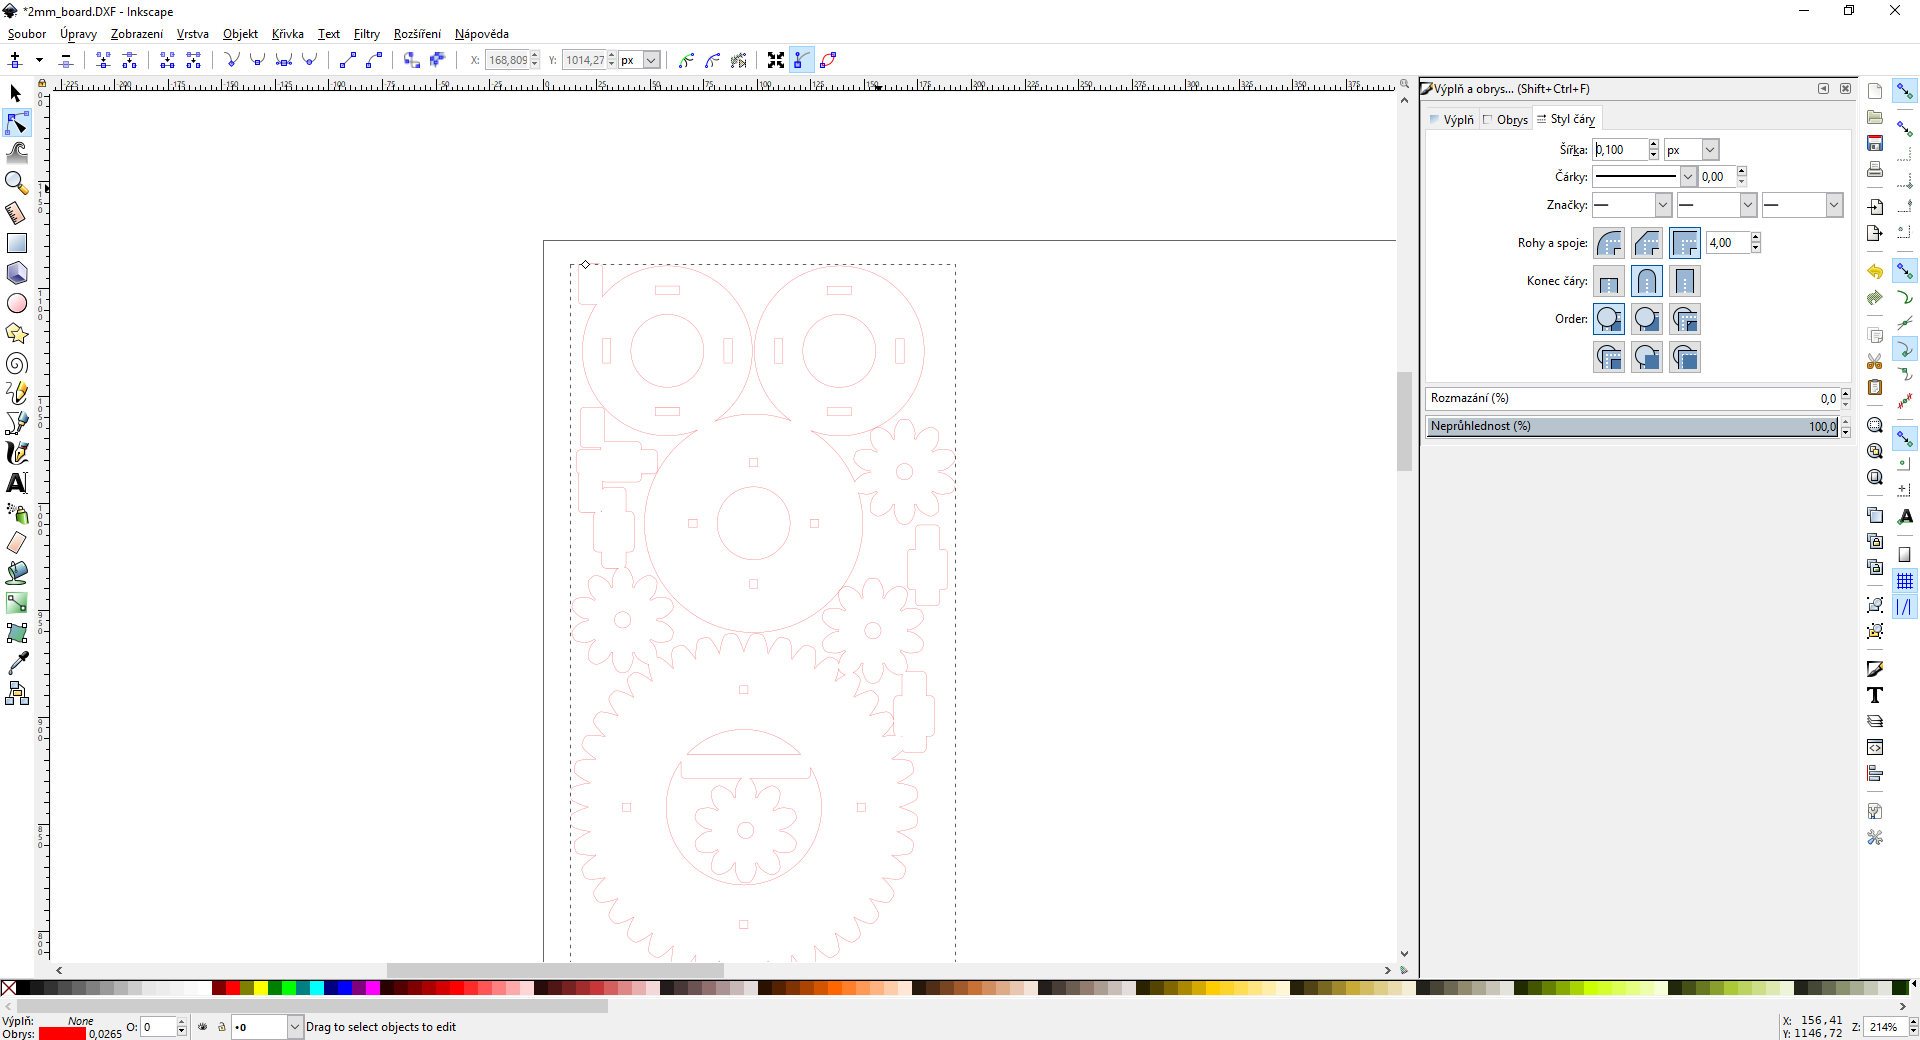 *2mm_board.DXF - Inkscape
Soubor Úpravy Zobrazení Vrstva Objekt Křivka Text Filtry Rozšíření Nápověda
X: 168,809 Y: 1014,27 px
Výplň a obrys... (Shift+Ctrl+F)
Výplň Obrys Styl čáry
Šířka: 0,100 px
Čárky: 0,00
Značky:
Rohy a spoje: 4,00
Konec čáry:
Order:
Rozmazání (%) 0,0
Neprůhlednost (%) 100,0
Výplň: None O: 0 •0 Drag to select objects to edit
Obrys: 0,0265
X: 156,41
Y: 1146,72
Z: 214%